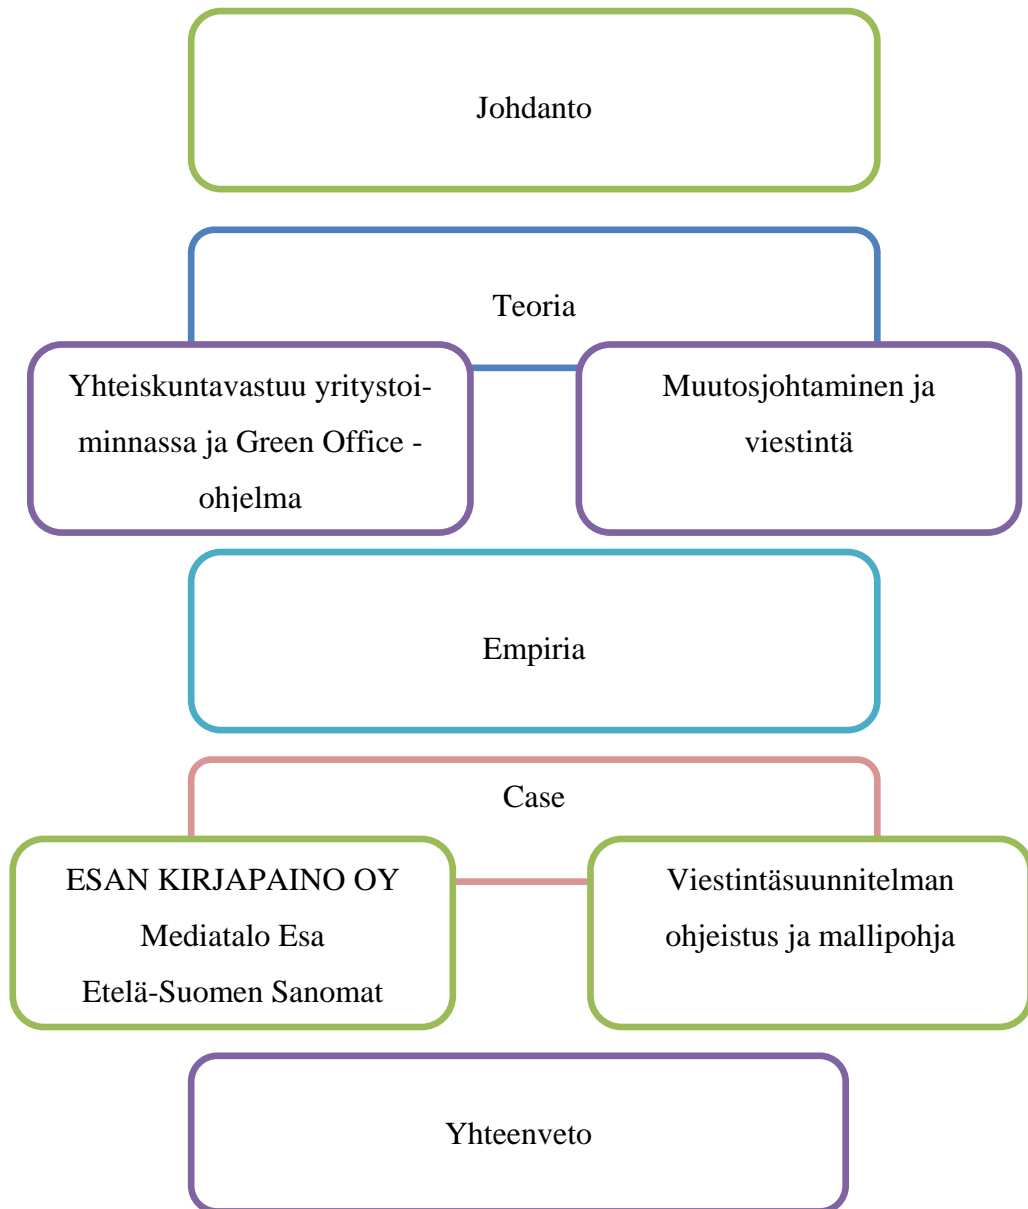 Johdanto
Teoria
Yhteiskuntavastuu yritystoi-
minnassa ja Green Office -
ohjelma
Muutosjohtaminen ja
viestintä
Empiria
Case
ESAN KIRJAPAINO OY
Mediatalo Esa
Etelä-Suomen Sanomat
Viestintäsuunnitelman
ohjeistus ja mallipohja
Yhteenveto